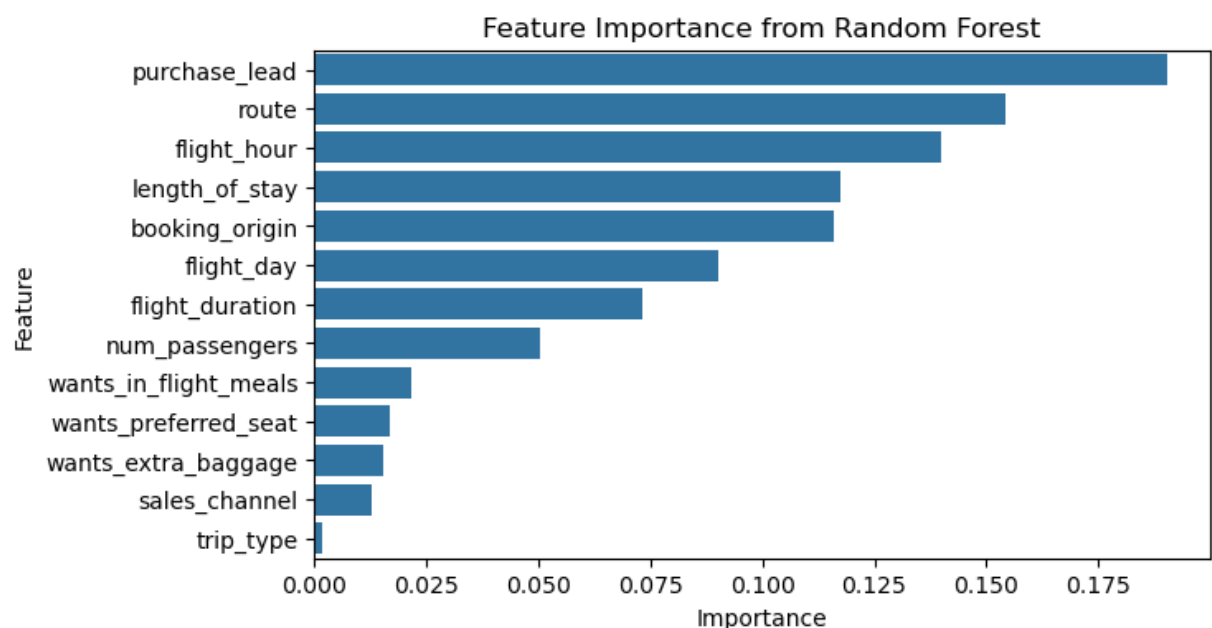 Feature Importance from Random Forest
Feature
purchase_lead
route
flight_hour
length_of_stay
booking_origin
flight_day
flight_duration
num_passengers
wants_in_flight_meals
wants_preferred_seat
wants_extra_baggage
sales_channel
trip_type
0.000 0.025 0.050 0.075 0.100 0.125 0.150 0.175
Importance